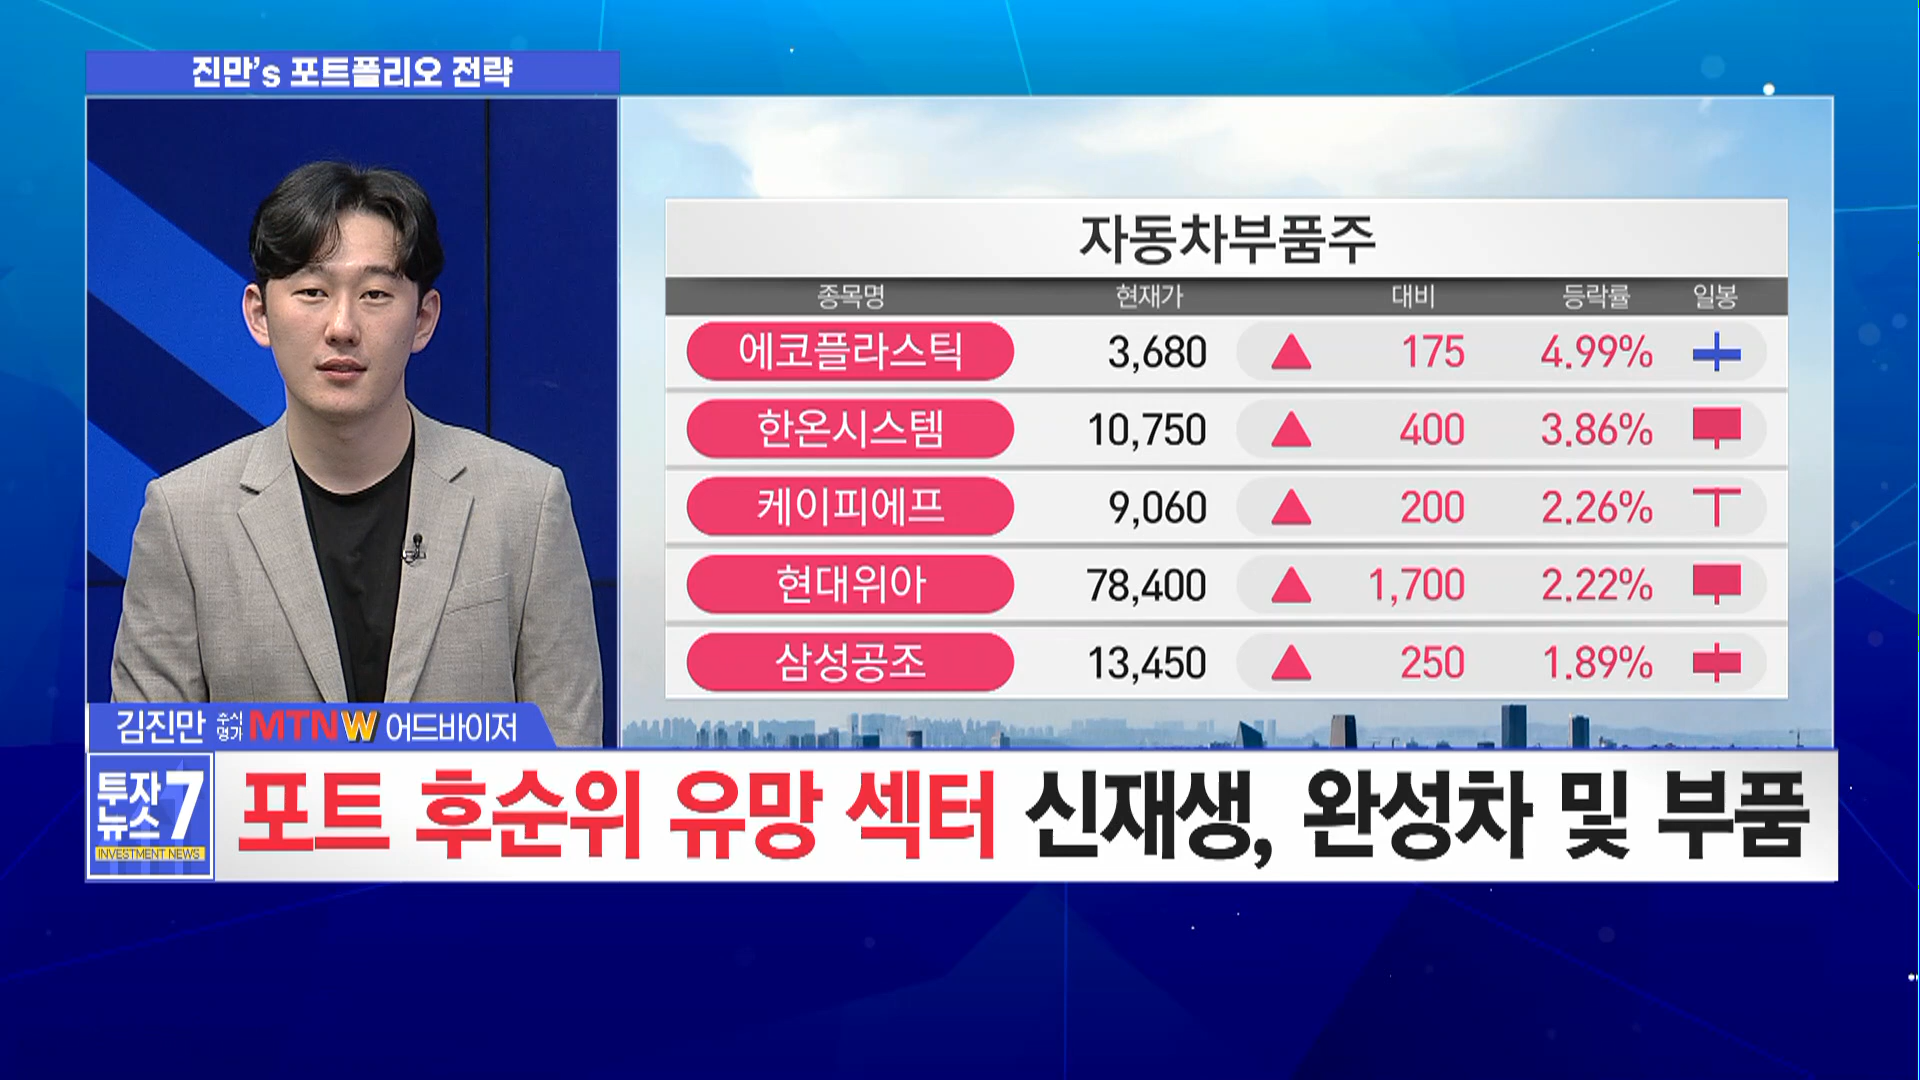 진만's 포트폴리오 전략
자동차부품주
종목명 현재가 대비 등락률 일봉
에코플라스틱 3,680 ▲ 175 4.99%
한온시스템 10,750 ▲ 400 3.86%
케이피에프 9,060 ▲ 200 2.26%
현대위아 78,400 ▲ 1,700 2.22%
삼성공조 13,450 ▲ 250 1.89%
김진만 주식명가 MTNW 어드바이저
투자
뉴스7
INVESTMENT NEWS
포트 후순위 유망 섹터 신재생, 완성차 및 부품